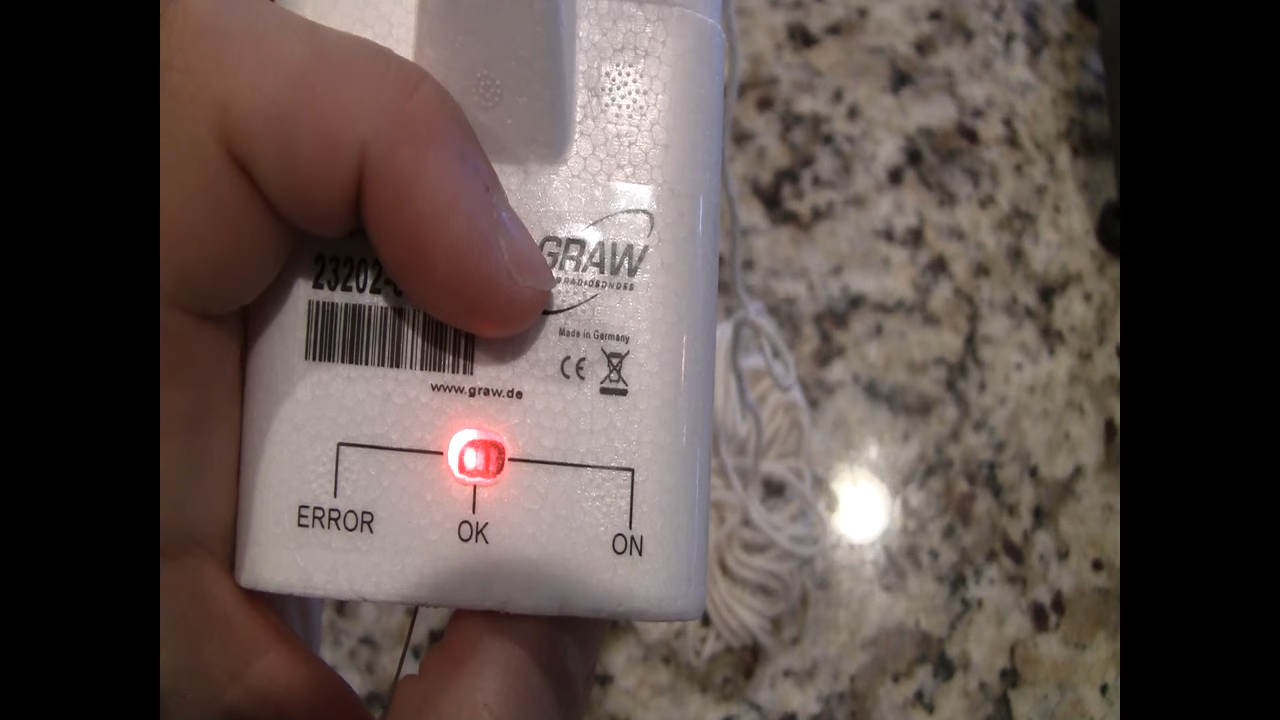 GRAW
RADIOSONDES
23202-
Made in Germany
CE
www.graw.de
ERROR
OK
ON